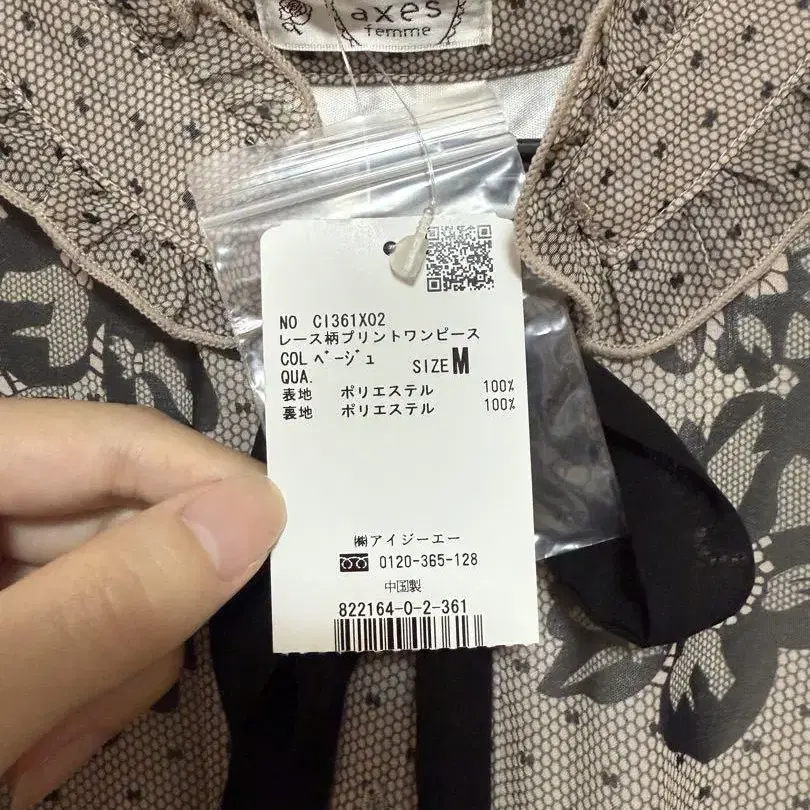 axes
femme
NO CI361X02
レース柄プリントワンピース
COL ﾍﾞｰｼﾞｭ SIZE M
QUA.
表地 ポリエステル 100%
裏地 ポリエステル 100%
㈱アイジーエー
0120-365-128
中国製
822164-0-2-361